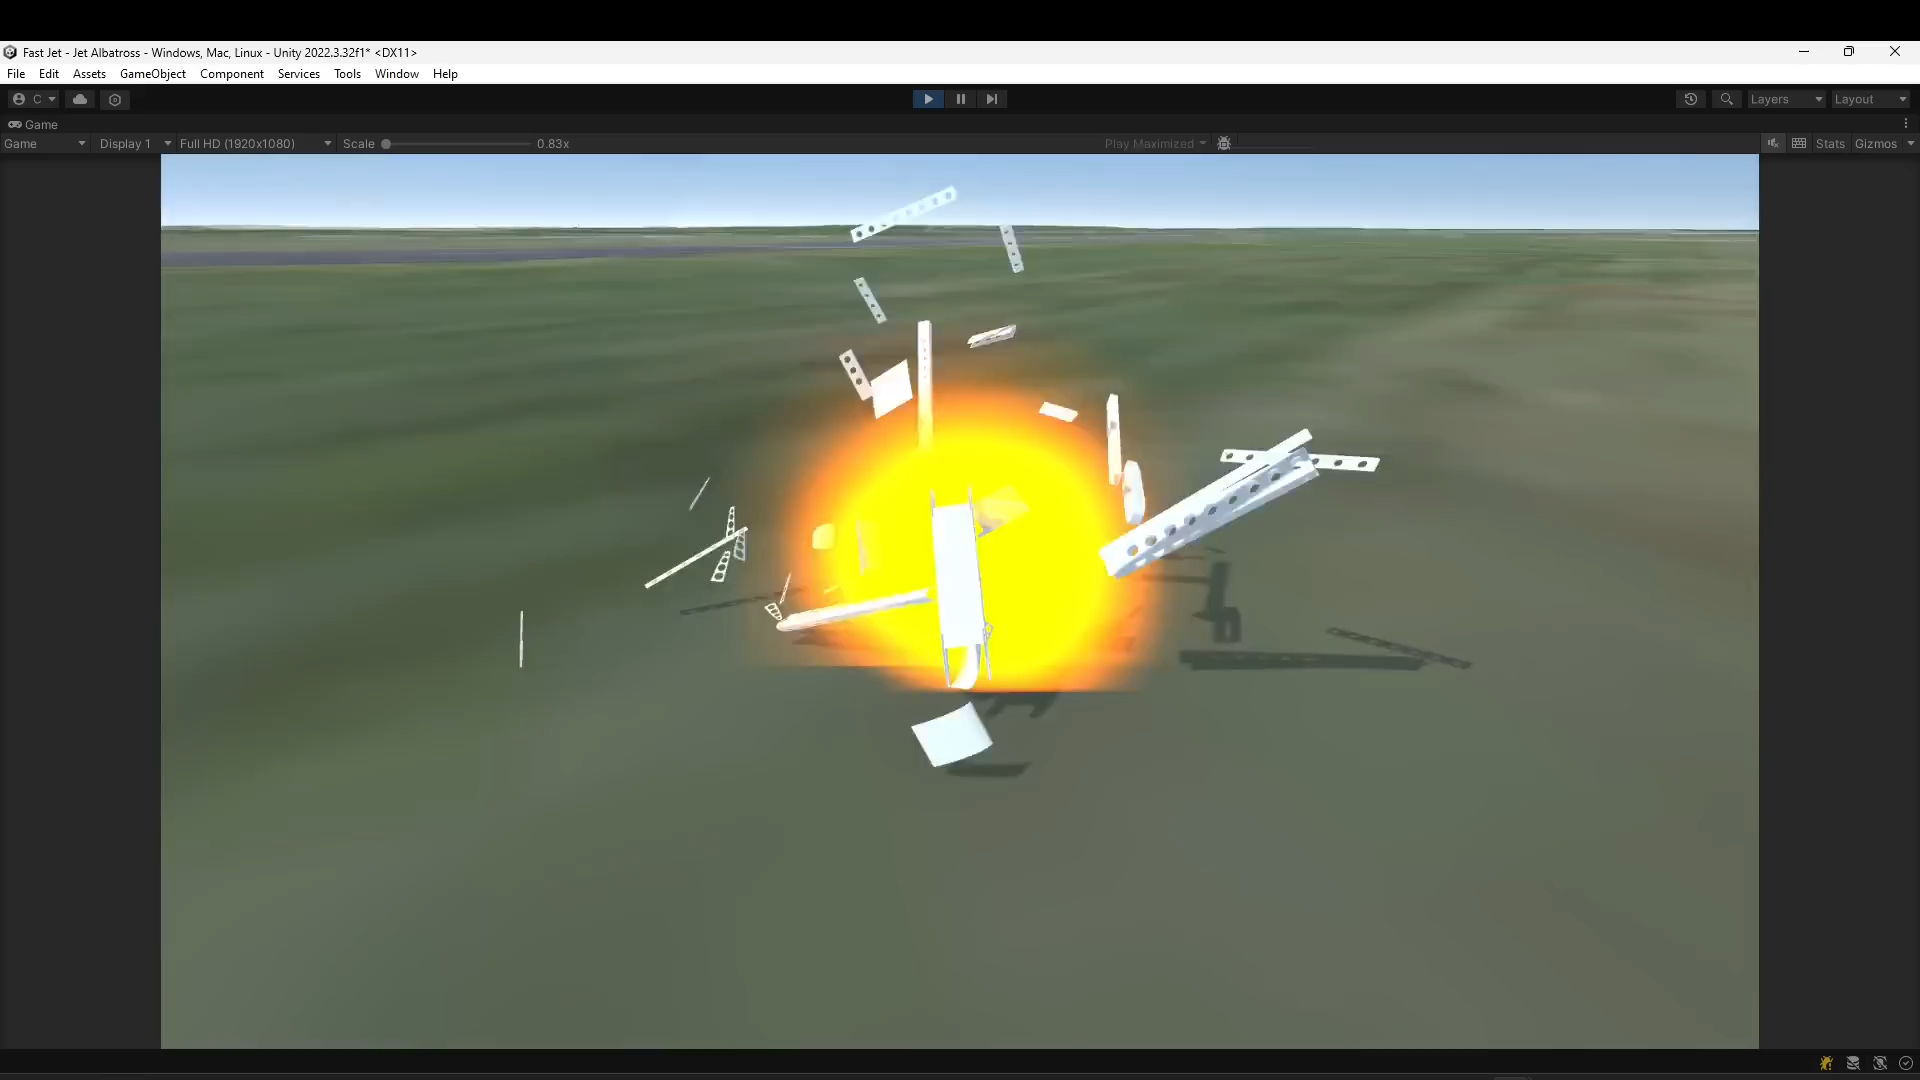 Fast Jet - Jet Albatross - Windows, Mac, Linux - Unity 2022.3.32f1* <DX11>
File Edit Assets GameObject Component Services Tools Window Help
C Layers Layout
Game
Game Display 1 Full HD (1920x1080) Scale 0.83x Play Maximized Stats Gizmos